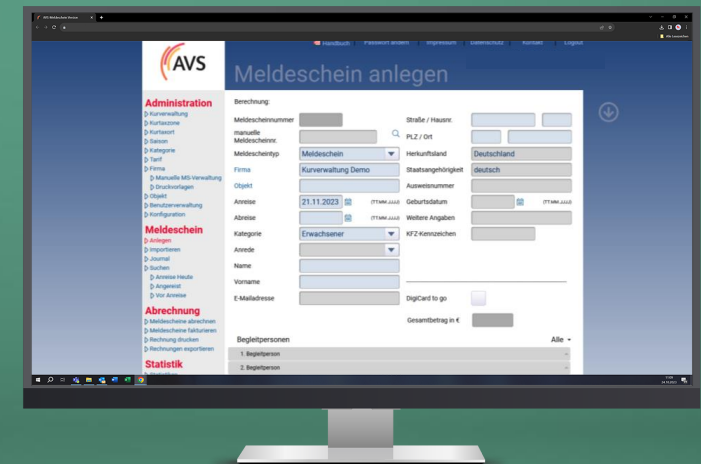 AVS Meldeschein Version
Handbuch Passwort ändern Impressum Datenschutz Kontakt Logout
AVS
Meldeschein anlegen
Administration
Kurverwaltung
Kurtaxzone
Kurtaxort
Saison
Kategorie
Tarif
Firma
Manuelle MS-Verwaltung
Druckvorlagen
Objekt
Benutzerverwaltung
Konfiguration
Meldeschein
Anlegen
Importieren
Journal
Suchen
Anreise Heute
Angereist
Vor Anreise
Abrechnung
Meldescheine abrechnen
Meldescheine fakturieren
Rechnung drucken
Rechnungen exportieren
Statistik
Berechnung:
Meldescheinnummer
manuelle
Meldescheinnr.
Meldescheintyp Meldeschein
Firma Kurverwaltung Demo
Objekt
Anreise 21.11.2023 (TT.MM.JJJJ)
Abreise (TT.MM.JJJJ)
Kategorie Erwachsener
Anrede
Name
Vorname
E-Mailadresse
Straße / Hausnr.
PLZ / Ort
Herkunftsland Deutschland
Staatsangehörigkeit deutsch
Ausweisnummer
Geburtsdatum (TT.MM.JJJJ)
Weitere Angaben
KFZ-Kennzeichen
DigiCard to go
Gesamtbetrag in €
Begleitpersonen Alle
1. Begleitperson
2. Begleitperson